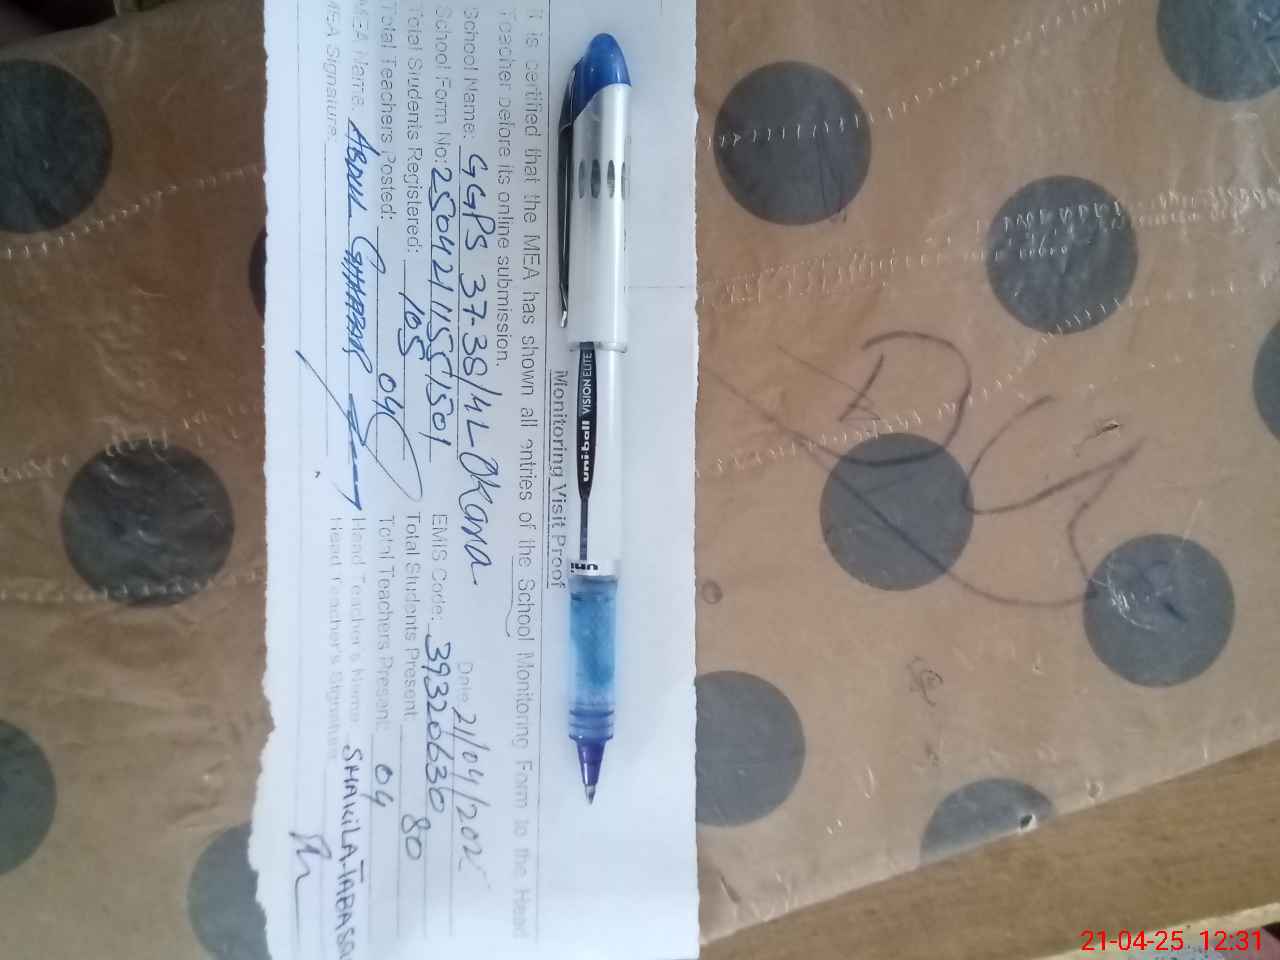 Monitoring Visit Proof
It is certified that the MEA has shown all entries of the School Monitoring Form to the Head
Teacher before its online submission.
School Name: GGPS 37-38/4L Okara Date 21/04/2025
School Form No: 25042111551501 EMIS Code: 39320630
Total Students Registered: 105 Total Students Present: 80
Total Teachers Posted: 04 Total Teachers Present: 04
MEA Name: ABDUL GHAFFAR Head Teacher's Name: SHAKILA TABASSU
MEA Signature: Head Teacher's Signature:
uniball VISION ELITE
uni
21-04-25 12:31